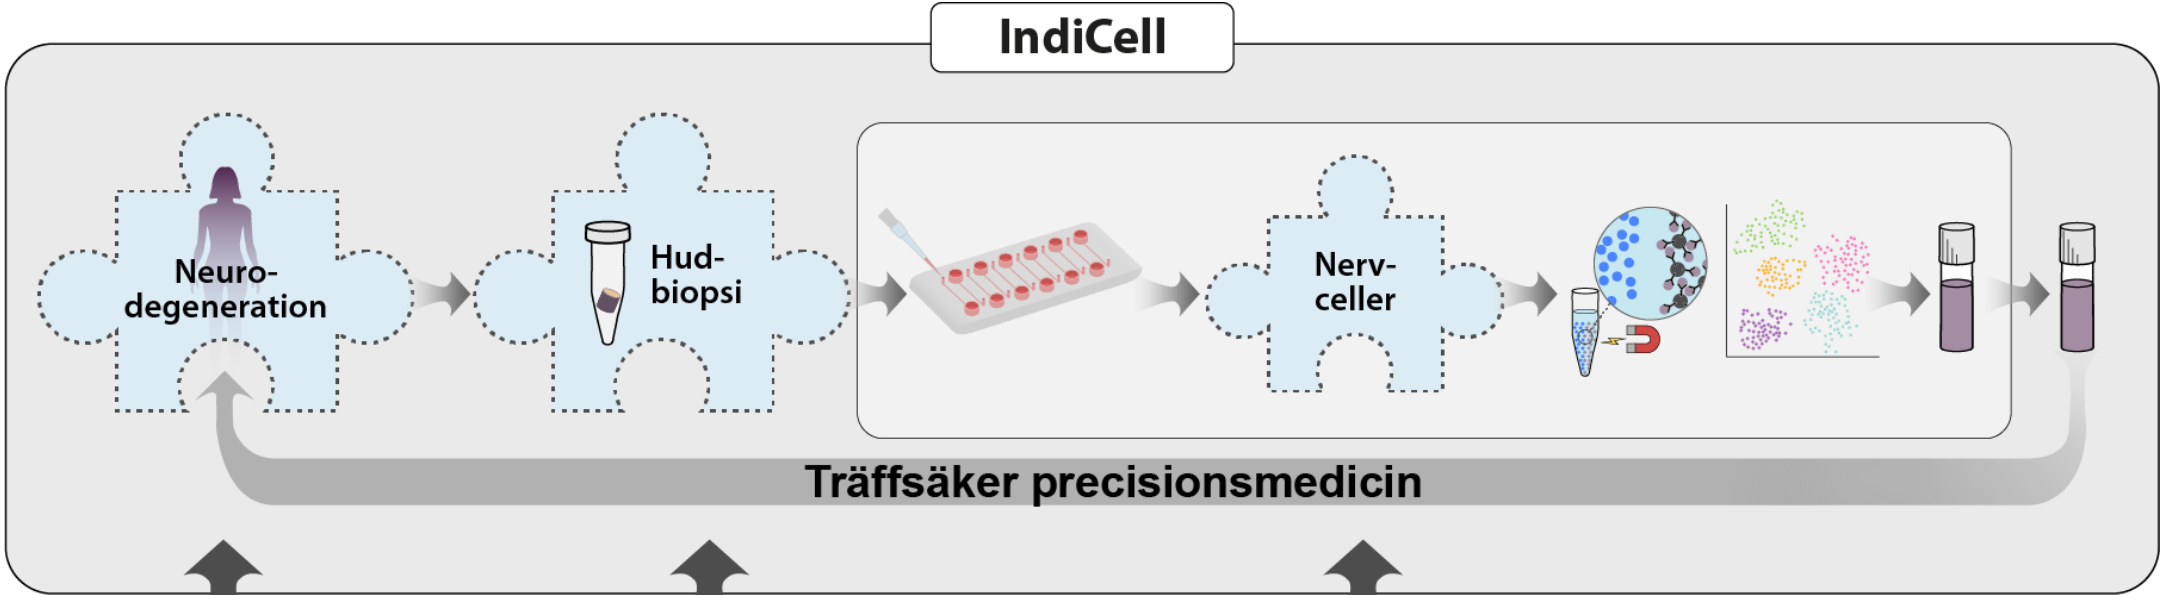 IndiCell
Neuro-
degeneration
Hud-
biopsi
Nerv-
celler
Träffsäker precisionsmedicin